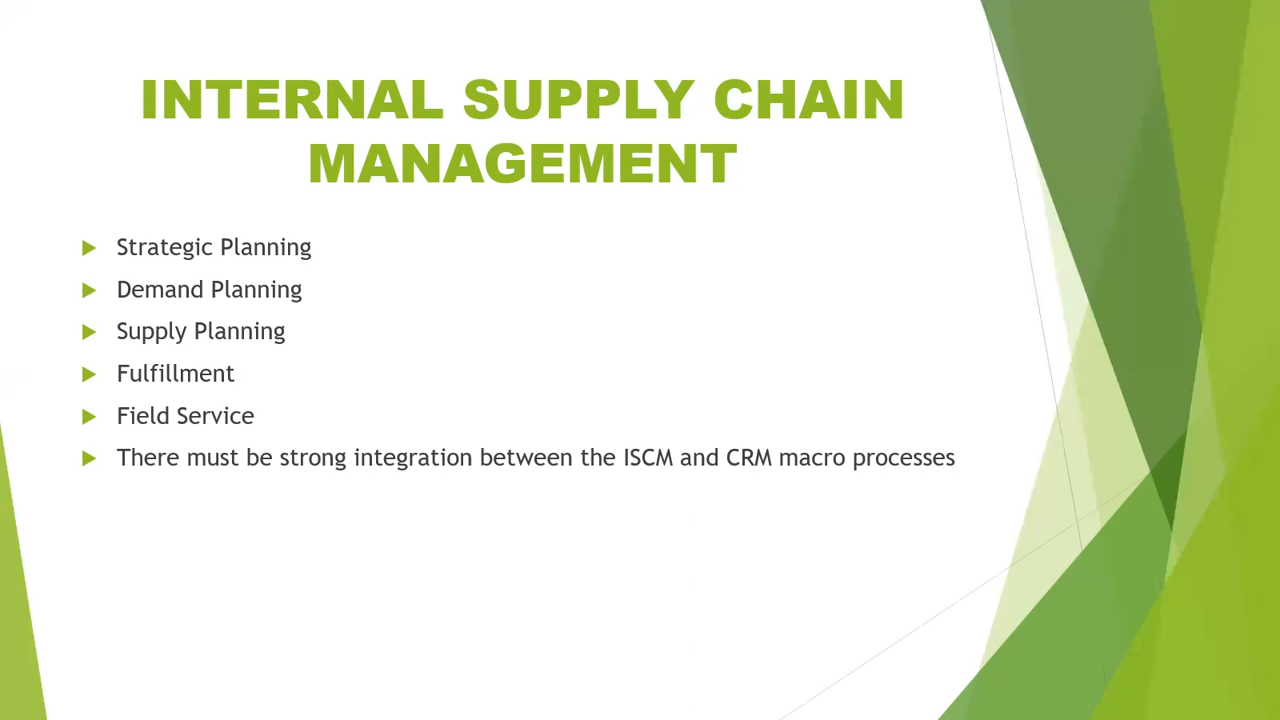 INTERNAL SUPPLY CHAIN
MANAGEMENT
Strategic Planning
Demand Planning
Supply Planning
Fulfillment
Field Service
There must be strong integration between the ISCM and CRM macro processes